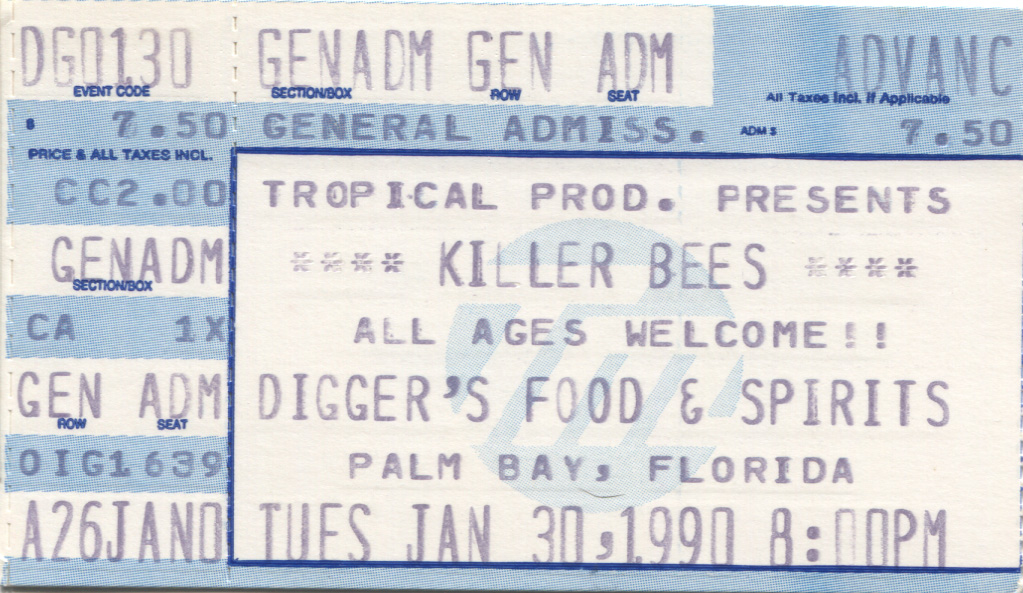 DG0130 GENADM GEN ADM ADVANC
EVENT CODE SECTION/BOX ROW SEAT All Taxes Incl. If Applicable
$ 7.50 GENERAL ADMISS. ADM $ 7.50
PRICE & ALL TAXES INCL.
CC2.00 TROPICAL PROD. PRESENTS
GENADM **** KILLER BEES ****
SECTION/BOX
CA 1X ALL AGES WELCOME!!
GEN ADM DIGGER'S FOOD & SPIRITS
ROW SEAT
OIG1639 PALM BAY, FLORIDA
A26JAN0 TUES JAN 30,1990 8:00PM